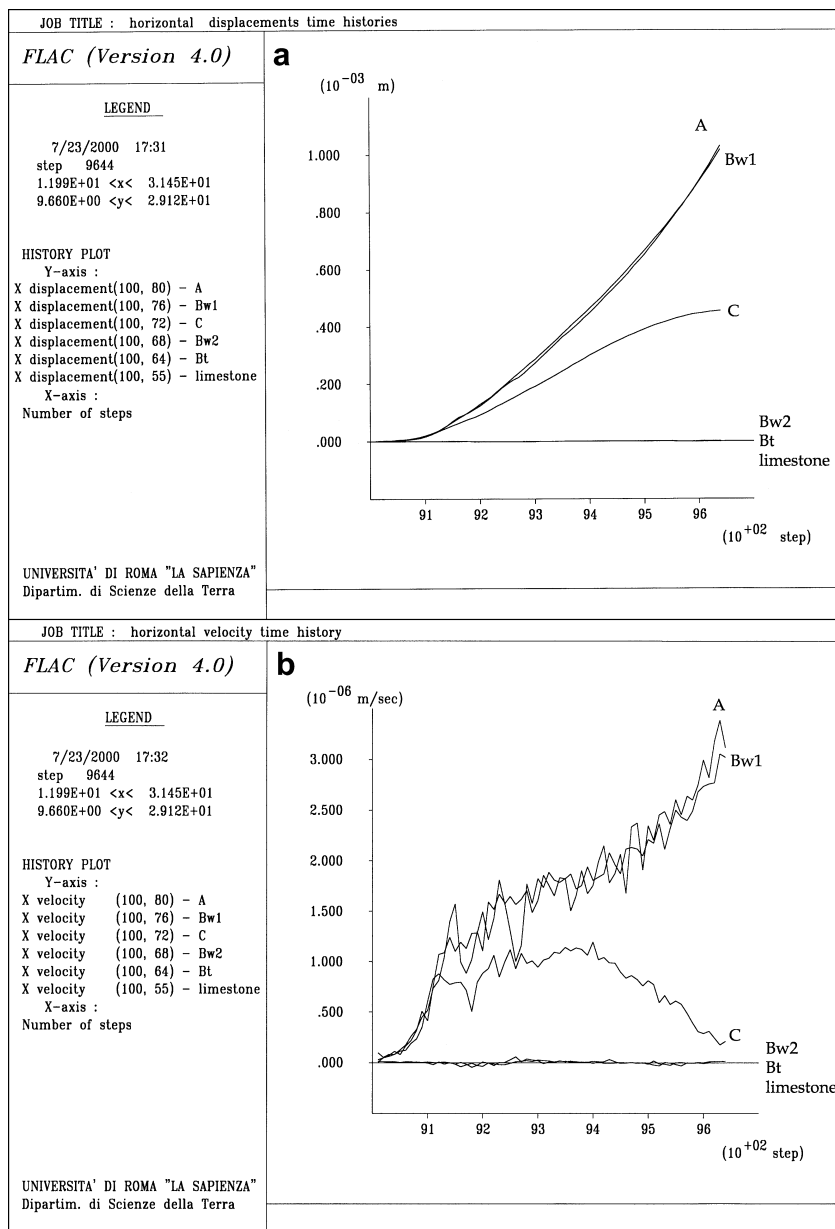 JOB TITLE : horizontal displacements time histories
FLAC (Version 4.0)
LEGEND
7/23/2000 17:31
step 9644
1.199E+01 <x< 3.145E+01
9.660E+00 <y< 2.912E+01
HISTORY PLOT
Y-axis :
X displacement(100, 80) - A
X displacement(100, 76) - Bw1
X displacement(100, 72) - C
X displacement(100, 68) - Bw2
X displacement(100, 64) - Bt
X displacement(100, 55) - limestone
X-axis :
Number of steps
UNIVERSITA' DI ROMA "LA SAPIENZA"
Dipartim. di Scienze della Terra
a
(10 -03 m)
1.000
.800
.600
.400
.200
.000
A
Bw1
C
Bw2
Bt
limestone
91 92 93 94 95 96
(10 +02 step)
JOB TITLE : horizontal velocity time history
FLAC (Version 4.0)
LEGEND
7/23/2000 17:32
step 9644
1.199E+01 <x< 3.145E+01
9.660E+00 <y< 2.912E+01
HISTORY PLOT
Y-axis :
X velocity (100, 80) - A
X velocity (100, 76) - Bw1
X velocity (100, 72) - C
X velocity (100, 68) - Bw2
X velocity (100, 64) - Bt
X velocity (100, 55) - limestone
X-axis :
Number of steps
UNIVERSITA' DI ROMA "LA SAPIENZA"
Dipartim. di Scienze della Terra
b
(10 -06 m/sec)
3.000
2.500
2.000
1.500
1.000
.500
.000
A
Bw1
C
Bw2
Bt
limestone
91 92 93 94 95 96
(10 +02 step)